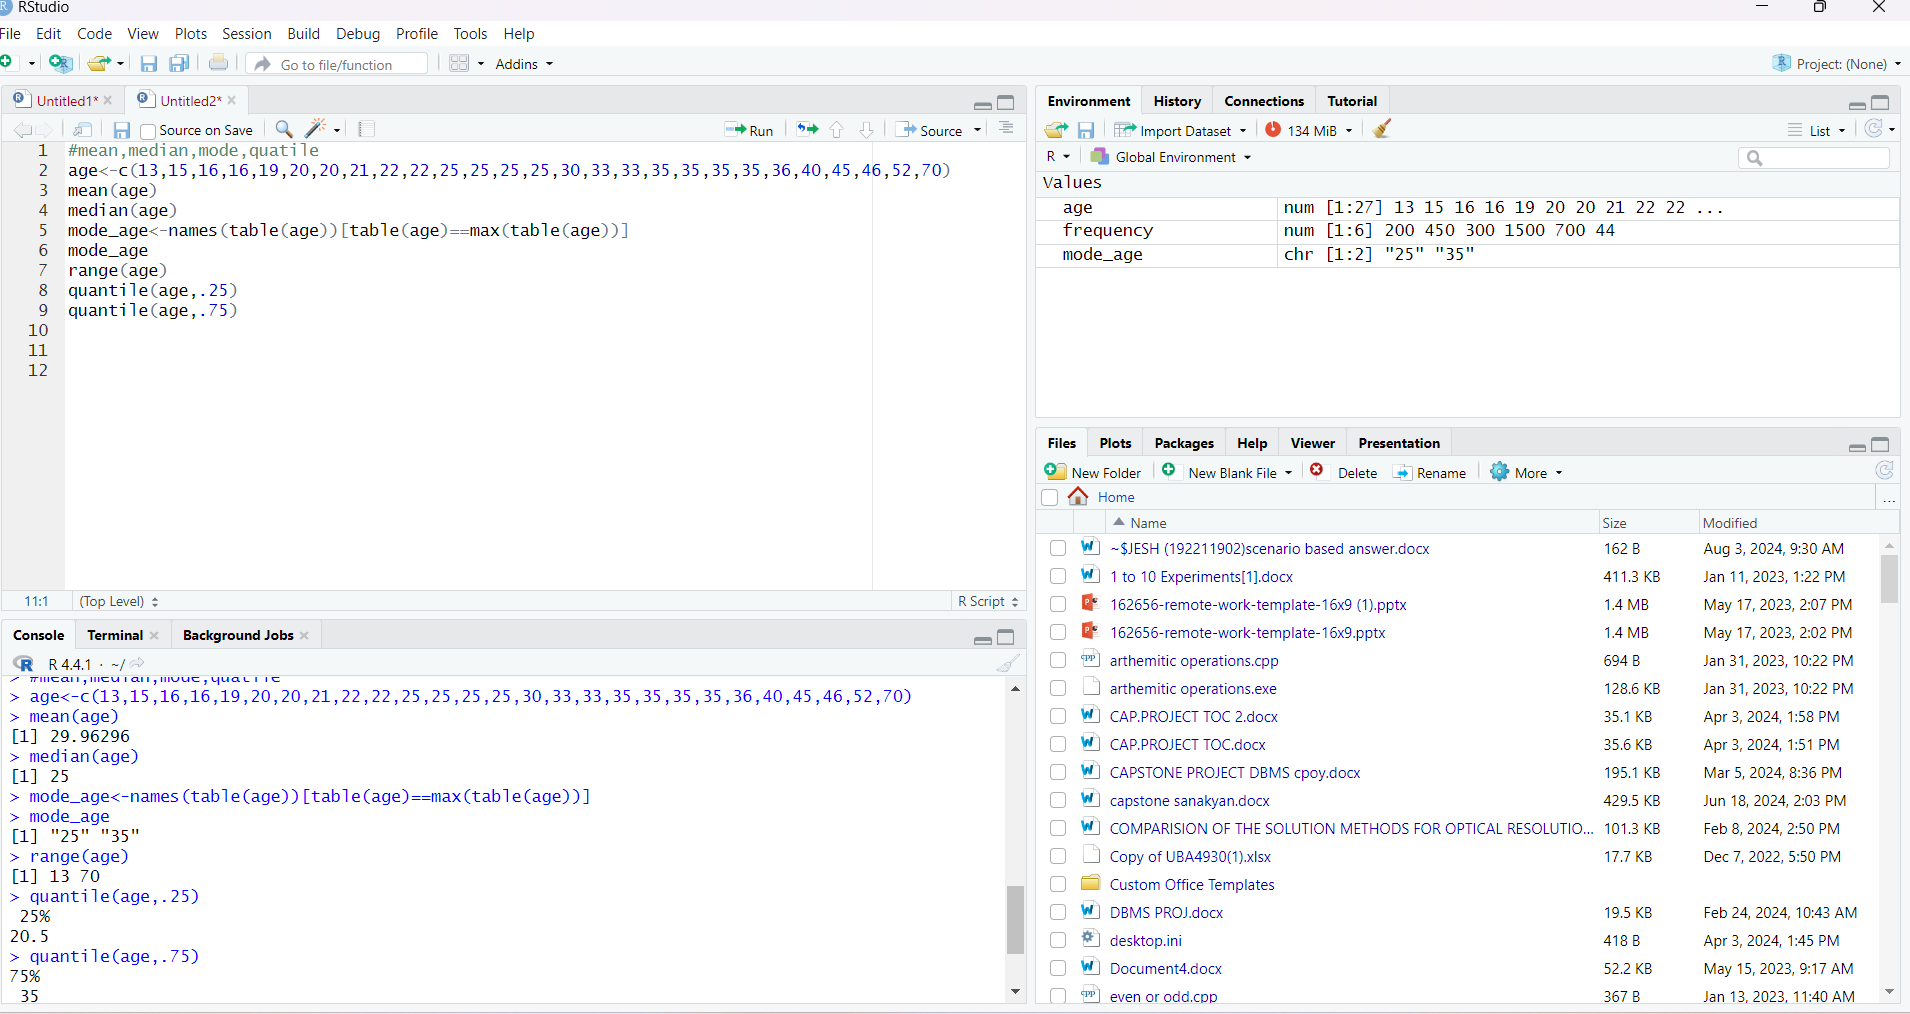 RStudio
File Edit Code View Plots Session Build Debug Profile Tools Help
Go to file/function Addins Project: (None)
Untitled1* Untitled2*
Source on Save Run Source
1 #mean,median,mode,quatile
2 age<-c(13,15,16,16,19,20,20,21,22,22,25,25,25,25,30,33,33,35,35,35,35,36,40,45,46,52,70)
3 mean(age)
4 median(age)
5 mode_age<-names(table(age))[table(age)==max(table(age))]
6 mode_age
7 range(age)
8 quantile(age,.25)
9 quantile(age,.75)
10
11
12
11:1 (Top Level) R Script
Console Terminal Background Jobs
R 4.4.1 · ~/
> #mean,median,mode,quatile
> age<-c(13,15,16,16,19,20,20,21,22,22,25,25,25,25,30,33,33,35,35,35,35,36,40,45,46,52,70)
> mean(age)
[1] 29.96296
> median(age)
[1] 25
> mode_age<-names(table(age))[table(age)==max(table(age))]
> mode_age
[1] "25" "35"
> range(age)
[1] 13 70
> quantile(age,.25)
25%
20.5
> quantile(age,.75)
75%
35
Environment History Connections Tutorial
Import Dataset 134 MiB List
R Global Environment
Values
age num [1:27] 13 15 16 16 19 20 20 21 22 22 ...
frequency num [1:6] 200 450 300 1500 700 44
mode_age chr [1:2] "25" "35"
Files Plots Packages Help Viewer Presentation
New Folder New Blank File Delete Rename More
Home ...
Name Size Modified
~$JESH (192211902)scenario based answer.docx 162 B Aug 3, 2024, 9:30 AM
1 to 10 Experiments[1].docx 411.3 KB Jan 11, 2023, 1:22 PM
162656-remote-work-template-16x9 (1).pptx 1.4 MB May 17, 2023, 2:07 PM
162656-remote-work-template-16x9.pptx 1.4 MB May 17, 2023, 2:02 PM
arthemitic operations.cpp 694 B Jan 31, 2023, 10:22 PM
arthemitic operations.exe 128.6 KB Jan 31, 2023, 10:22 PM
CAP.PROJECT TOC 2.docx 35.1 KB Apr 3, 2024, 1:58 PM
CAP.PROJECT TOC.docx 35.6 KB Apr 3, 2024, 1:51 PM
CAPSTONE PROJECT DBMS cpoy.docx 195.1 KB Mar 5, 2024, 8:36 PM
capstone sanakyan.docx 429.5 KB Jun 18, 2024, 2:03 PM
COMPARISION OF THE SOLUTION METHODS FOR OPTICAL RESOLUTIO... 101.3 KB Feb 8, 2024, 2:50 PM
Copy of UBA4930(1).xlsx 17.7 KB Dec 7, 2022, 5:50 PM
Custom Office Templates
DBMS PROJ.docx 19.5 KB Feb 24, 2024, 10:43 AM
desktop.ini 418 B Apr 3, 2024, 1:45 PM
Document4.docx 52.2 KB May 15, 2023, 9:17 AM
even or odd.cpp 367 B Jan 13, 2023, 11:40 AM